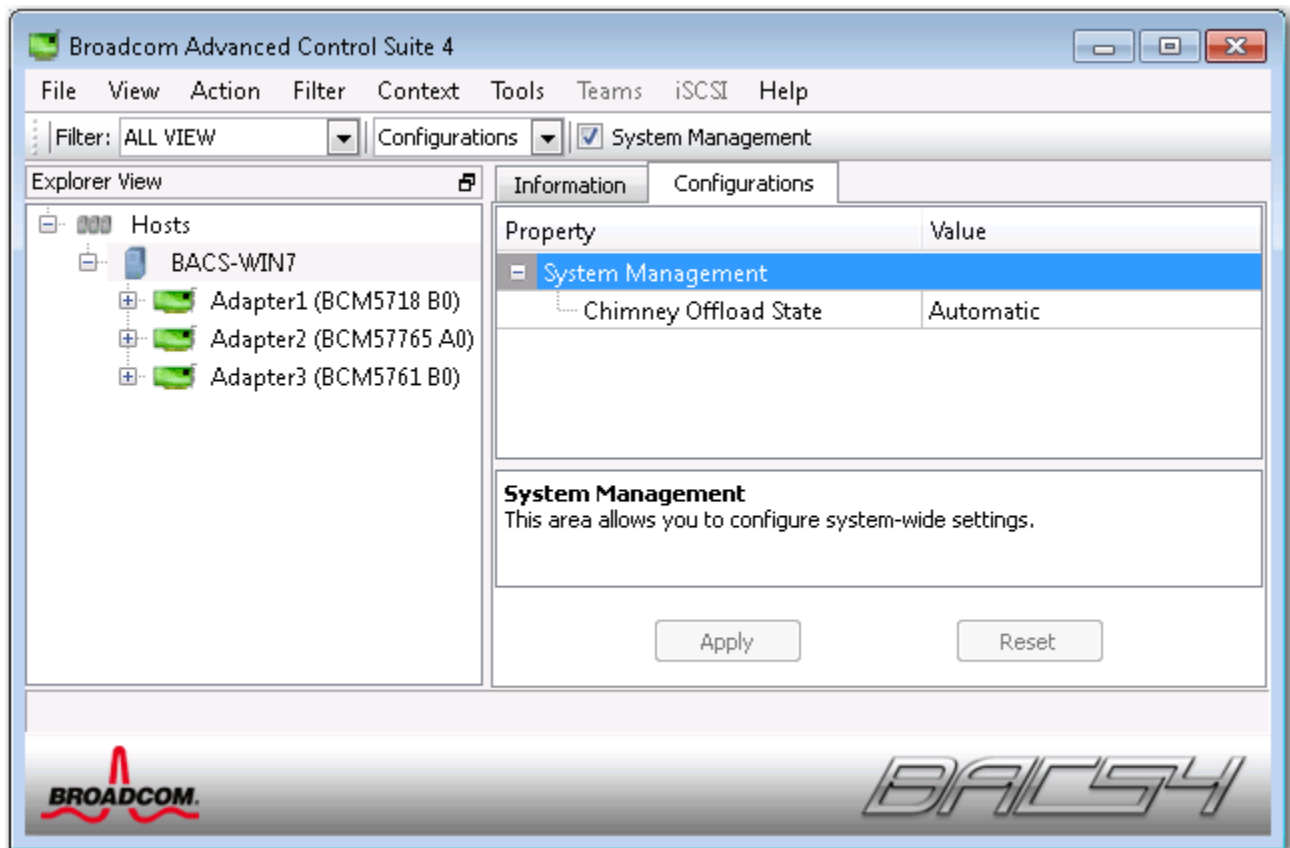 Broadcom Advanced Control Suite 4
File View Action Filter Context Tools Teams iSCSI Help
Filter: ALL VIEW Configurations System Management
Explorer View
Hosts
BACS-WIN7
Adapter1 (BCM5718 B0)
Adapter2 (BCM57765 A0)
Adapter3 (BCM5761 B0)
Information Configurations
Property Value
System Management
Chimney Offload State Automatic
System Management
This area allows you to configure system-wide settings.
Apply Reset
BROADCOM.
BACS4